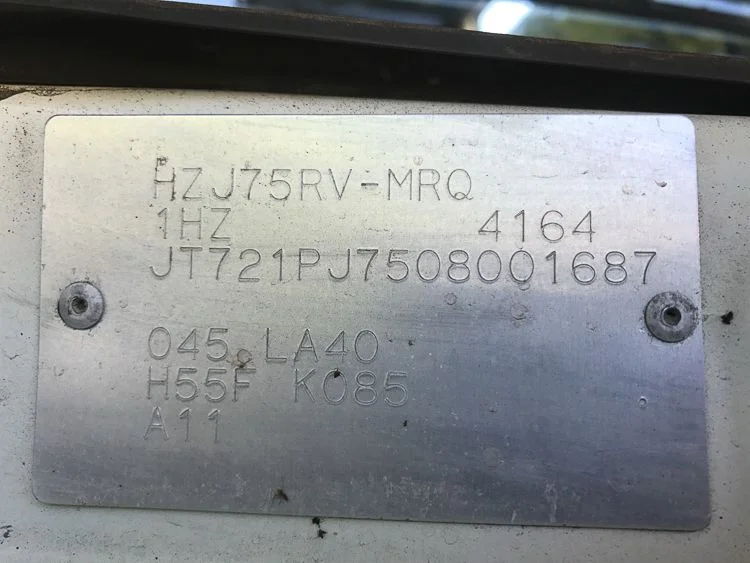 HZJ75RV-MRQ
1HZ 4164
JT721PJ7508001687
045 LA40
H55F K085
A11